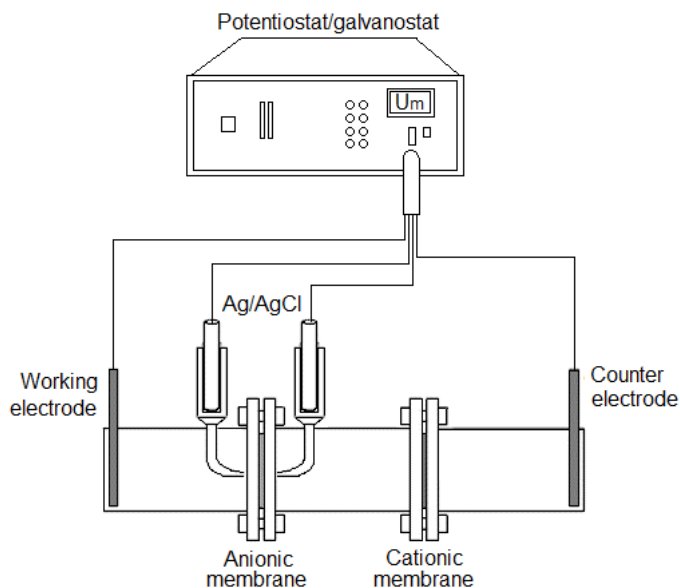 Potentiostat/galvanostat
Um
Ag/AgCl
Working
electrode
Counter
electrode
Anionic
membrane
Cationic
membrane